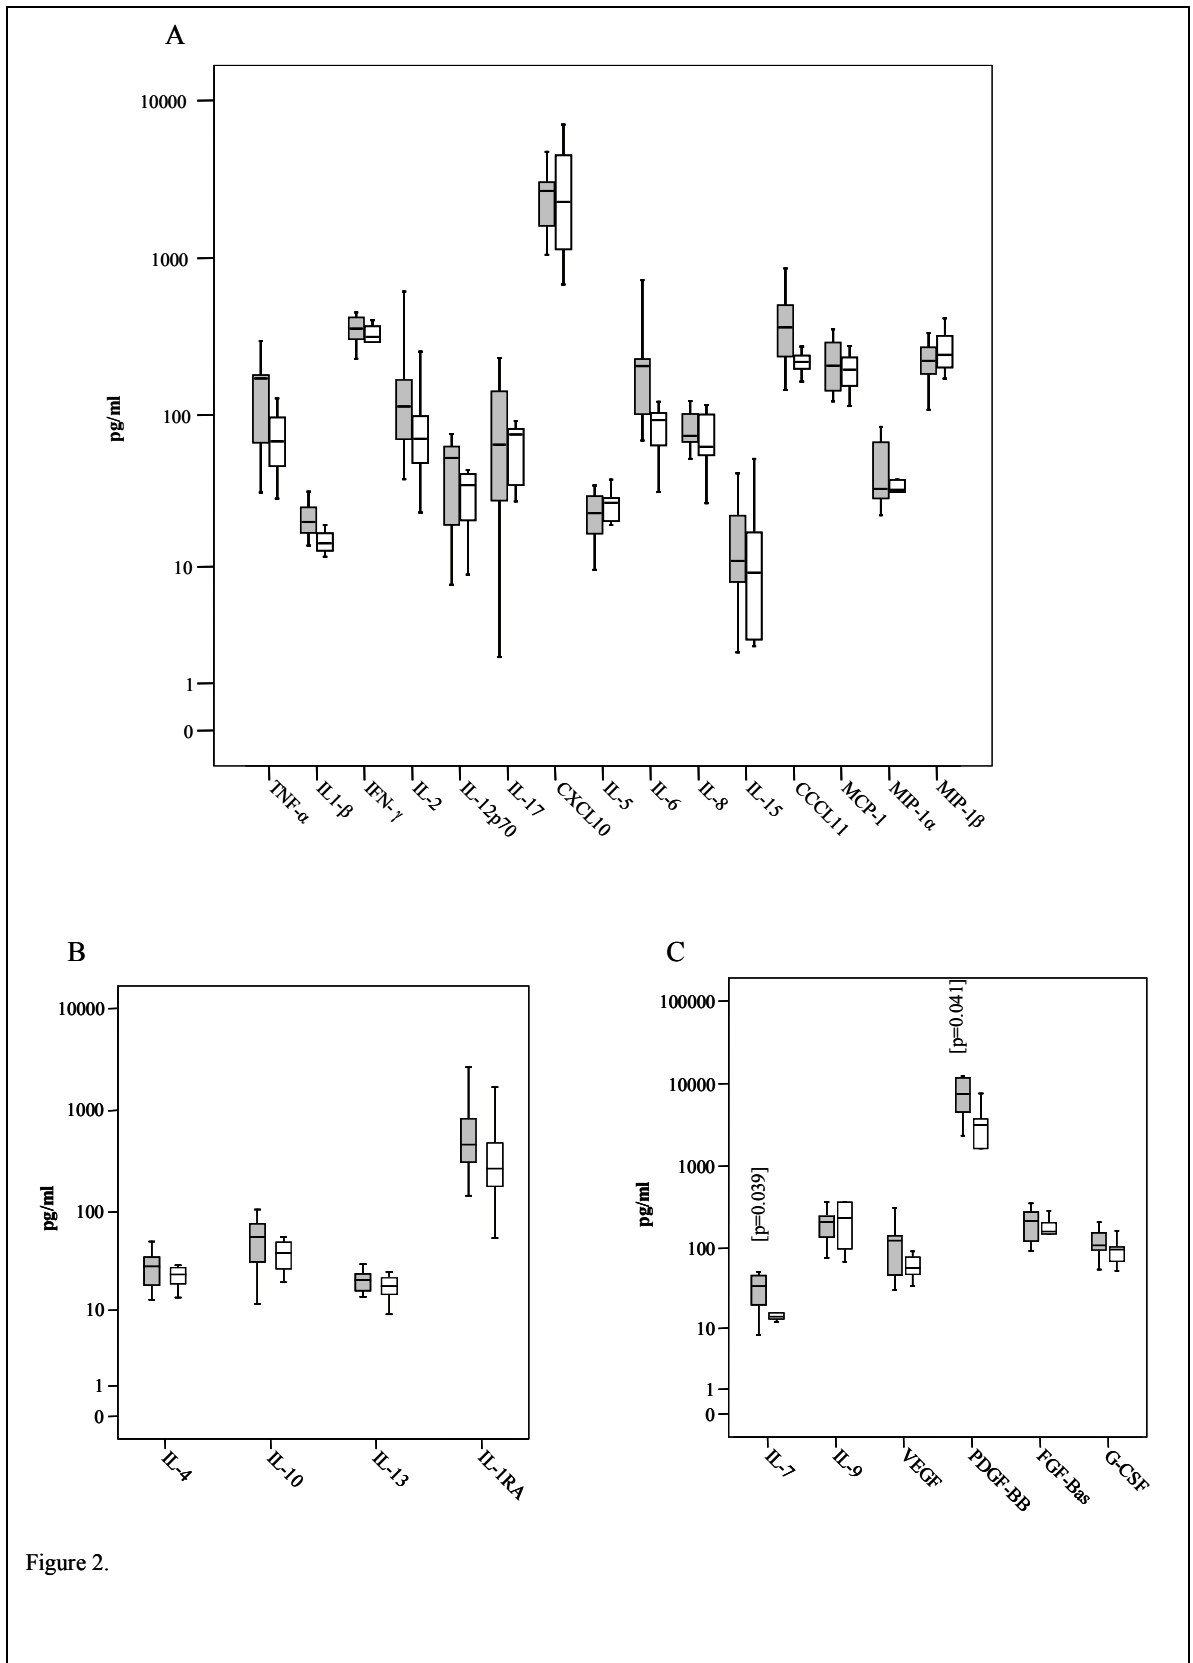 A
10000
1000
100
10
1
0
pg/ml
TNF-α
IL1-β
IFN-γ
IL-2
IL-12p70
IL-17
CXCL10
IL-5
IL-6
IL-8
IL-15
CCCL11
MCP-1
MIP-1α
MIP-1β
B
10000
1000
100
10
1
0
pg/ml
IL-4
IL-10
IL-13
IL-1RA
C
100000
10000
1000
100
10
1
0
pg/ml
[p=0.039]
[p=0.041]
IL-7
IL-9
VEGF
PDGF-BB
FGF-Bas
G-CSF
Figure 2.